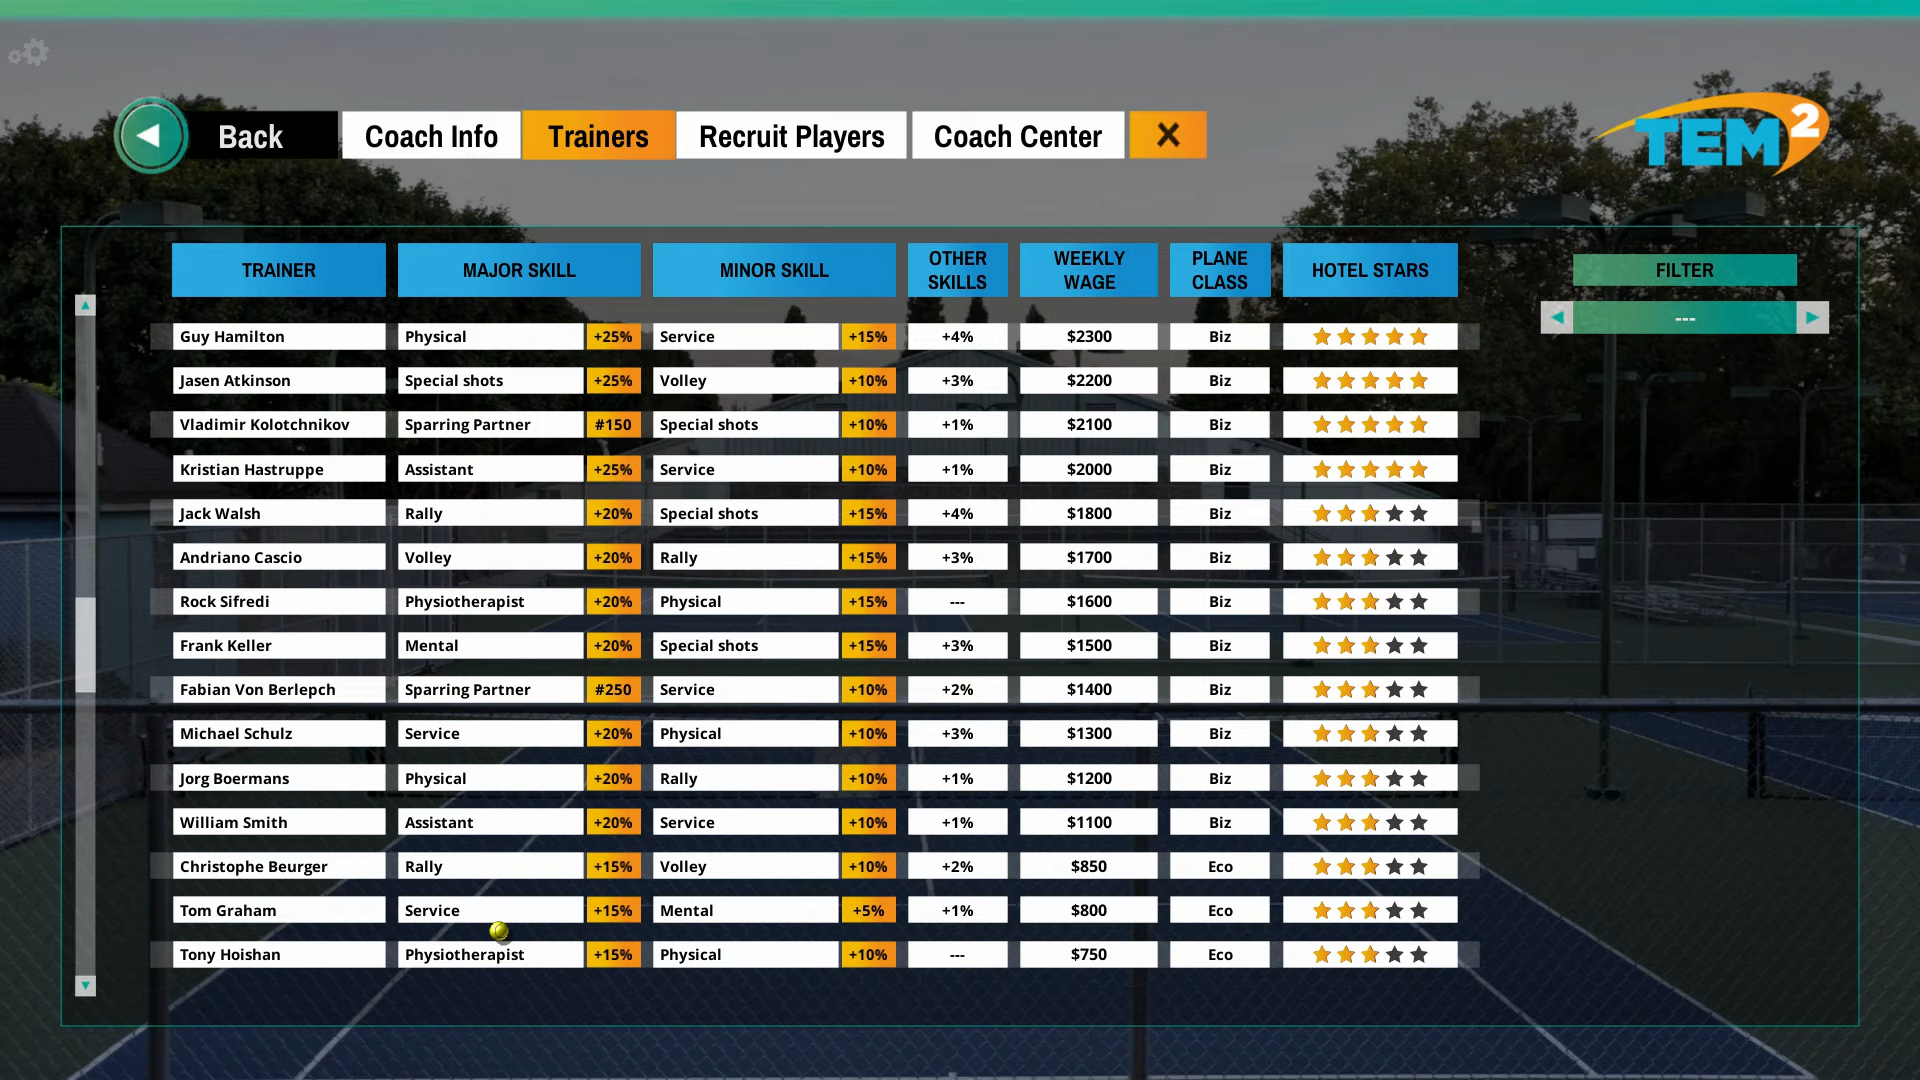 Back Coach Info Trainers Recruit Players Coach Center X
TEM2
TRAINER MAJOR SKILL MINOR SKILL OTHER SKILLS WEEKLY WAGE PLANE CLASS HOTEL STARS FILTER
---
Guy Hamilton Physical +25% Service +15% +4% $2300 Biz
Jasen Atkinson Special shots +25% Volley +10% +3% $2200 Biz
Vladimir Kolotchnikov Sparring Partner #150 Special shots +10% +1% $2100 Biz
Kristian Hastruppe Assistant +25% Service +10% +1% $2000 Biz
Jack Walsh Rally +20% Special shots +15% +4% $1800 Biz
Andriano Cascio Volley +20% Rally +15% +3% $1700 Biz
Rock Sifredi Physiotherapist +20% Physical +15% --- $1600 Biz
Frank Keller Mental +20% Special shots +15% +3% $1500 Biz
Fabian Von Berlepch Sparring Partner #250 Service +10% +2% $1400 Biz
Michael Schulz Service +20% Physical +10% +3% $1300 Biz
Jorg Boermans Physical +20% Rally +10% +1% $1200 Biz
William Smith Assistant +20% Service +10% +1% $1100 Biz
Christophe Beurger Rally +15% Volley +10% +2% $850 Eco
Tom Graham Service +15% Mental +5% +1% $800 Eco
Tony Hoishan Physiotherapist +15% Physical +10% --- $750 Eco